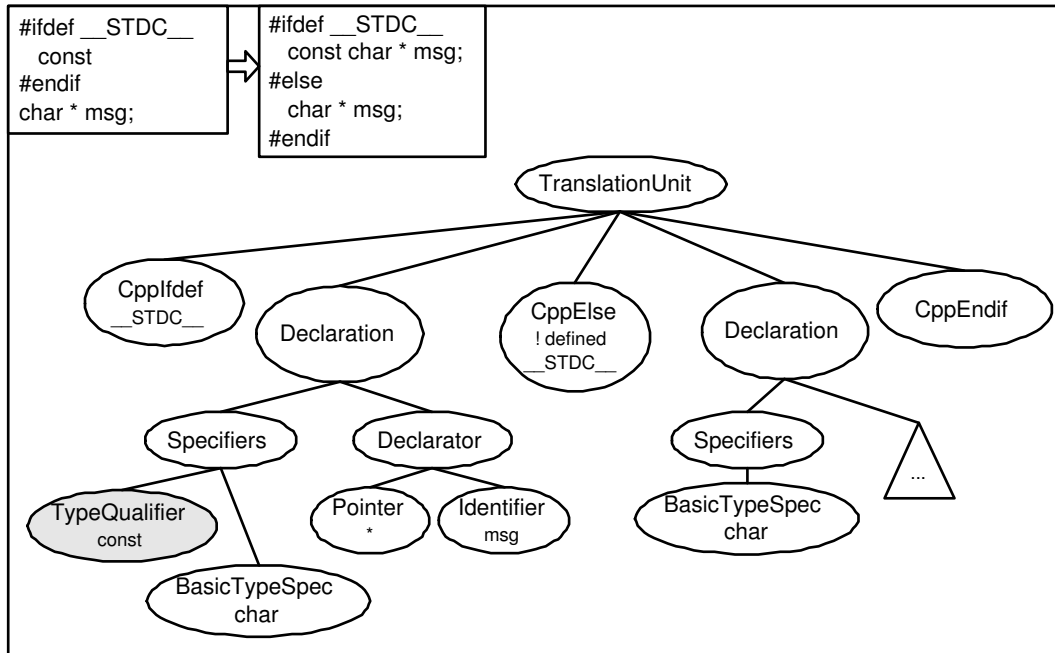 #ifdef __STDC__
const
#endif
char * msg;
#ifdef __STDC__
const char * msg;
#else
char * msg;
#endif
TranslationUnit
CppIfdef
__STDC__
Declaration
CppElse
! defined
__STDC__
Declaration
CppEndif
Specifiers
Declarator
Specifiers
...
TypeQualifier
const
Pointer
*
Identifier
msg
BasicTypeSpec
char
BasicTypeSpec
char